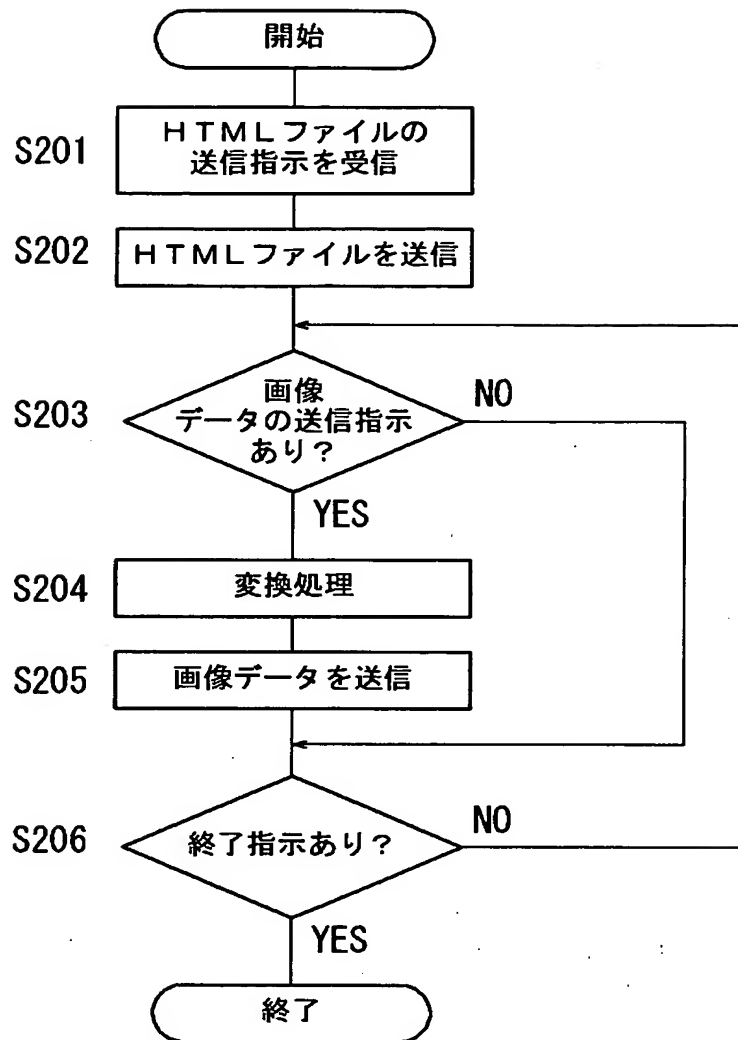 開始
S201
ＨＴＭＬファイルの
送信指示を受信
S202
ＨＴＭＬファイルを送信
S203
画像
データの送信指示
あり？
NO
YES
S204
変換処理
S205
画像データを送信
S206
終了指示あり？
NO
YES
終了